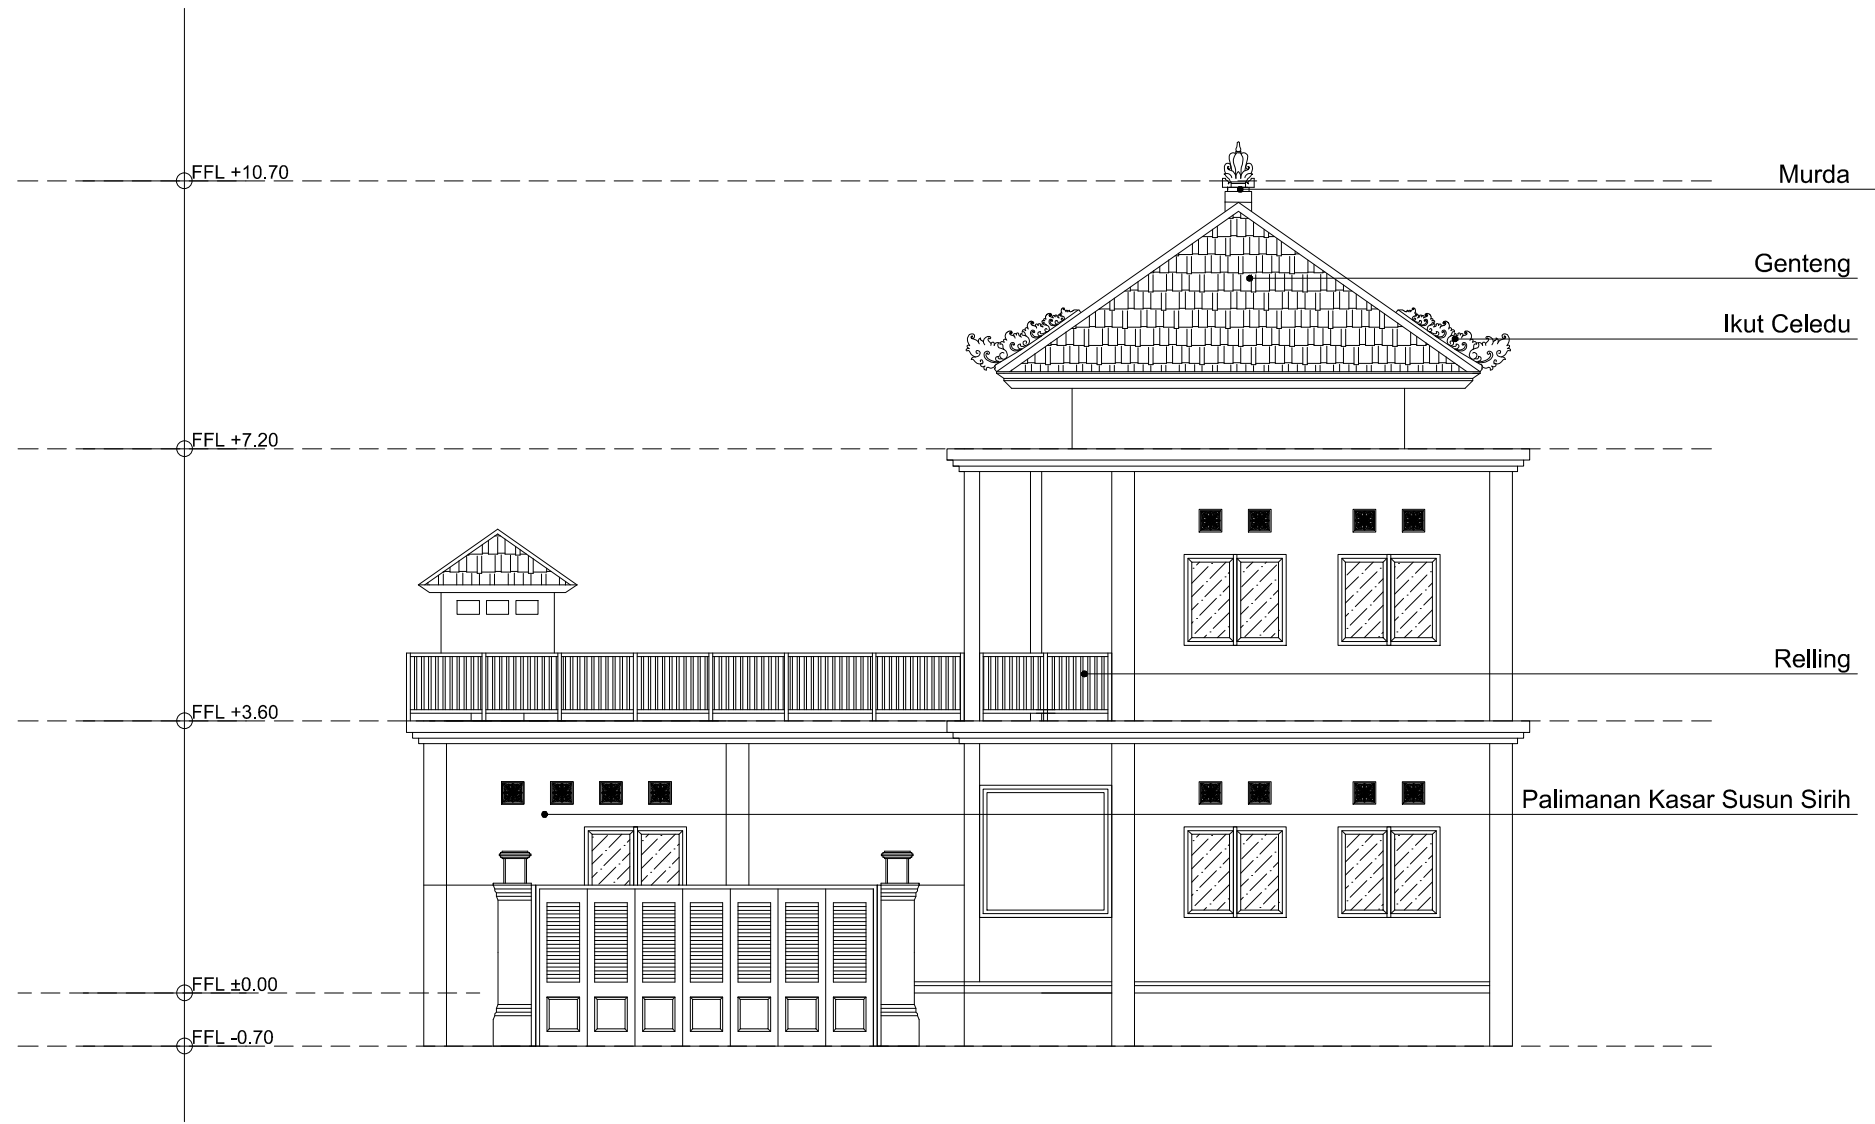 FFL +10.70
Murda
Genteng
Ikut Celedu
FFL +7.20
Relling
FFL +3.60
Palimanan Kasar Susun Sirih
FFL ±0.00
FFL -0.70